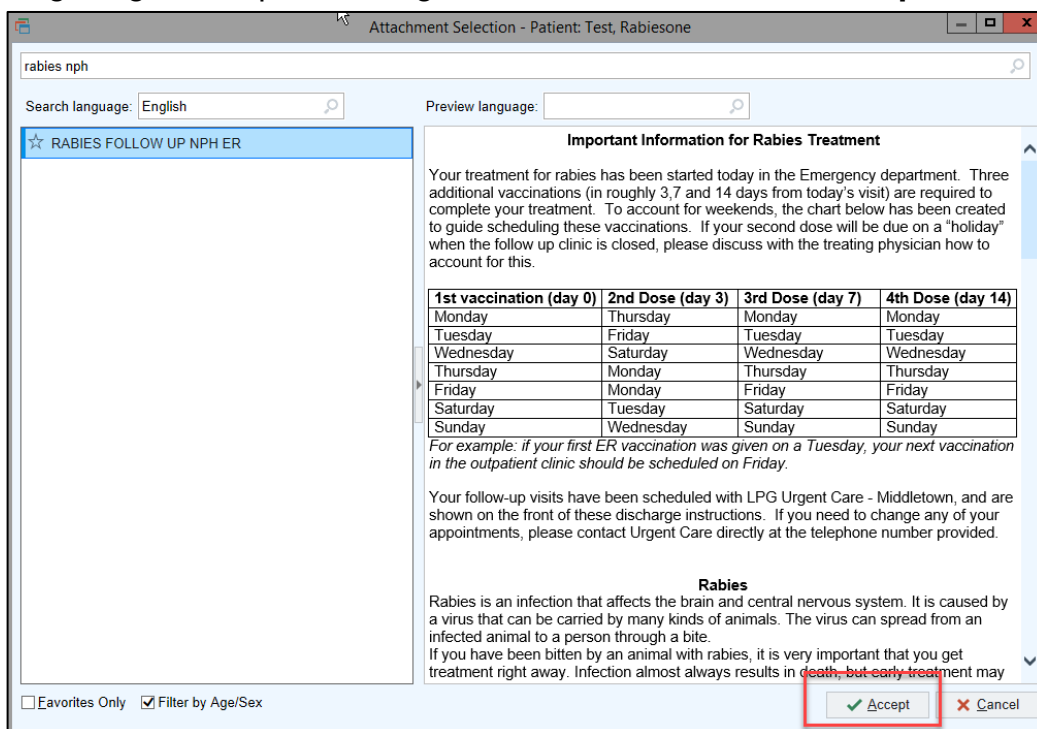 Attachment Selection - Patient: Test, Rabiesone
rabies nph
Search language: English
Preview language:
RABIES FOLLOW UP NPH ER
Important Information for Rabies Treatment
Your treatment for rabies has been started today in the Emergency department. Three
additional vaccinations (in roughly 3,7 and 14 days from today's visit) are required to
complete your treatment. To account for weekends, the chart below has been created
to guide scheduling these vaccinations. If your second dose will be due on a "holiday"
when the follow up clinic is closed, please discuss with the treating physician how to
account for this.
1st vaccination (day 0) 2nd Dose (day 3) 3rd Dose (day 7) 4th Dose (day 14)
Monday Thursday Monday Monday
Tuesday Friday Tuesday Tuesday
Wednesday Saturday Wednesday Wednesday
Thursday Monday Thursday Thursday
Friday Monday Friday Friday
Saturday Tuesday Saturday Saturday
Sunday Wednesday Sunday Sunday
For example: if your first ER vaccination was given on a Tuesday, your next vaccination
in the outpatient clinic should be scheduled on Friday.
Your follow-up visits have been scheduled with LPG Urgent Care - Middletown, and are
shown on the front of these discharge instructions. If you need to change any of your
appointments, please contact Urgent Care directly at the telephone number provided.
Rabies
Rabies is an infection that affects the brain and central nervous system. It is caused by
a virus that can be carried by many kinds of animals. The virus can spread from an
infected animal to a person through a bite.
If you have been bitten by an animal with rabies, it is very important that you get
treatment right away. Infection almost always results in death, but early treatment may
Favorites Only Filter by Age/Sex
Accept Cancel